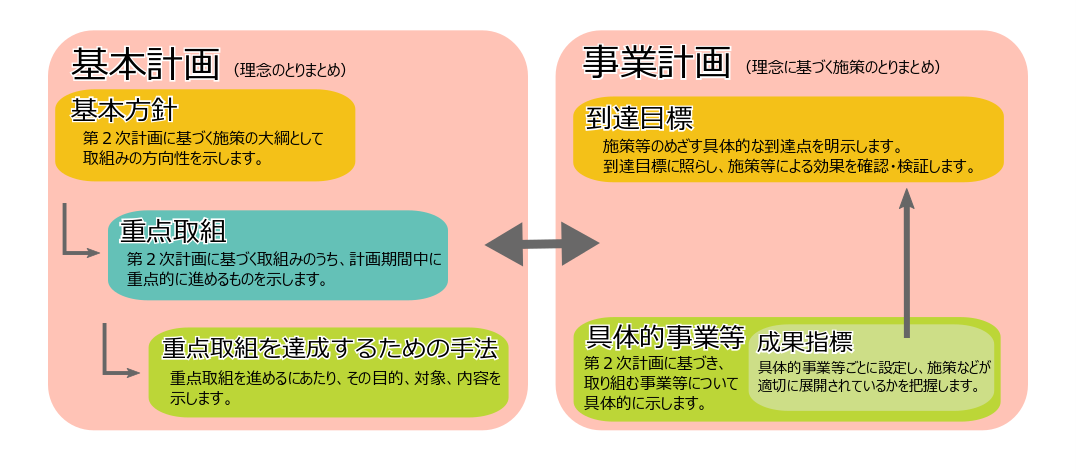 基本計画（理念のとりまとめ）
基本方針
第２次計画に基づく施策の大綱として
取組みの方向性を示します。
重点取組
第２次計画に基づく取組みのうち、計画期間中に
重点的に進めるものを示します。
重点取組を達成するための手法
重点取組を進めるにあたり、その目的、対象、内容を
示します。
事業計画（理念に基づく施策のとりまとめ）
到達目標
施策等のめざす具体的な到達点を明示します。
到達目標に照らし、施策等による効果を確認・検証します。
具体的事業等
第２次計画に基づき、
取り組む事業等について
具体的に示します。
成果指標
具体的事業等ごとに設定し、施策などが
適切に展開されているかを把握します。